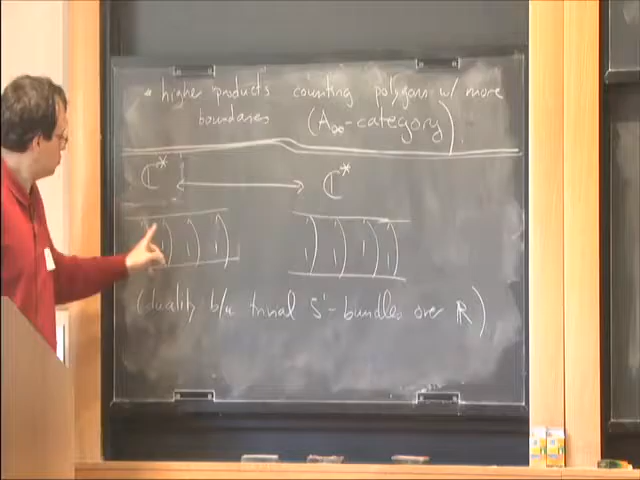 * higher products counting polygons w/ more
boundaries (A∞-category)
ℂ* ⟷ ℂ*
(duality b/w trivial S¹-bundles over ℝ)